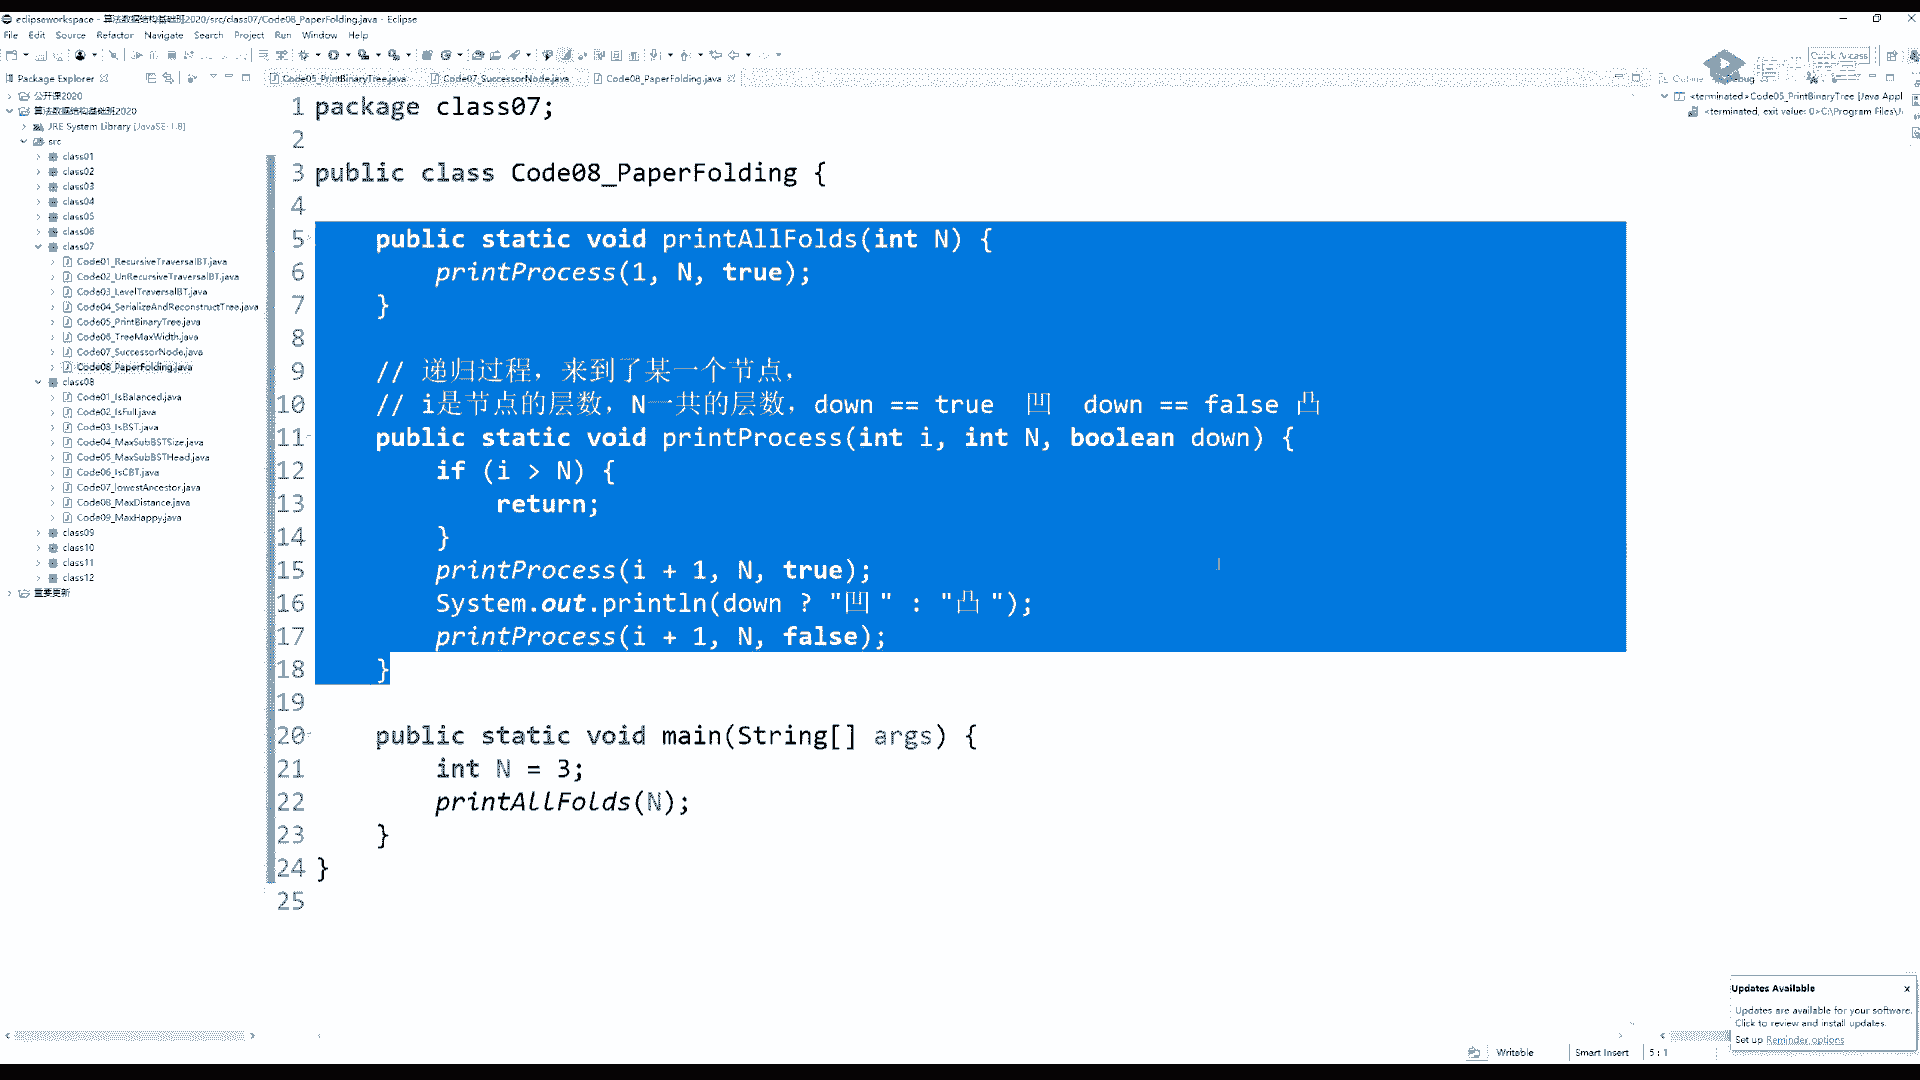 eclipseworkspace - 算法数据结构基础班2020/src/class07/Code08_PaperFolding.java - Eclipse
File Edit Source Refactor Navigate Search Project Run Window Help
Quick Access
Package Explorer
Code05_PrintBinaryTree.java
Code07_SuccessorNode.java
Code08_PaperFolding.java
公开课2020
算法数据结构基础班2020
JRE System Library [JavaSE-1.8]
src
class01
class02
class03
class04
class05
class06
class07
Code01_RecursiveTraversalBT.java
Code02_UnRecursiveTraversalBT.java
Code03_LevelTraversalBT.java
Code04_SerializeAndReconstructTree.java
Code05_PrintBinaryTree.java
Code06_TreeMaxWidth.java
Code07_SuccessorNode.java
Code08_PaperFolding.java
class08
Code01_IsBalanced.java
Code02_IsFull.java
Code03_IsBST.java
Code04_MaxSubBSTSize.java
Code05_MaxSubBSTHead.java
Code06_IsCBT.java
Code07_lowestAncestor.java
Code08_MaxDistance.java
Code09_MaxHappy.java
class09
class10
class11
class12
重要更新
1 package class07;
2
3 public class Code08_PaperFolding {
4
5 public static void printAllFolds(int N) {
6 printProcess(1, N, true);
7 }
8
9 // 递归过程，来到了某一个节点，
10 // i是节点的层数，N一共的层数，down == true 凹 down == false 凸
11 public static void printProcess(int i, int N, boolean down) {
12 if (i > N) {
13 return;
14 }
15 printProcess(i + 1, N, true);
16 System.out.println(down ? "凹 " : "凸 ");
17 printProcess(i + 1, N, false);
18 }
19
20 public static void main(String[] args) {
21 int N = 3;
22 printAllFolds(N);
23 }
24 }
25
<terminated>Code05_PrintBinaryTree [Java Appl
<terminated, exit value: 0>C:\Program Files\J
Updates Available x
Updates are available for your software.
Click to review and install updates.
Set up Reminder options
Writable Smart Insert 5 : 1